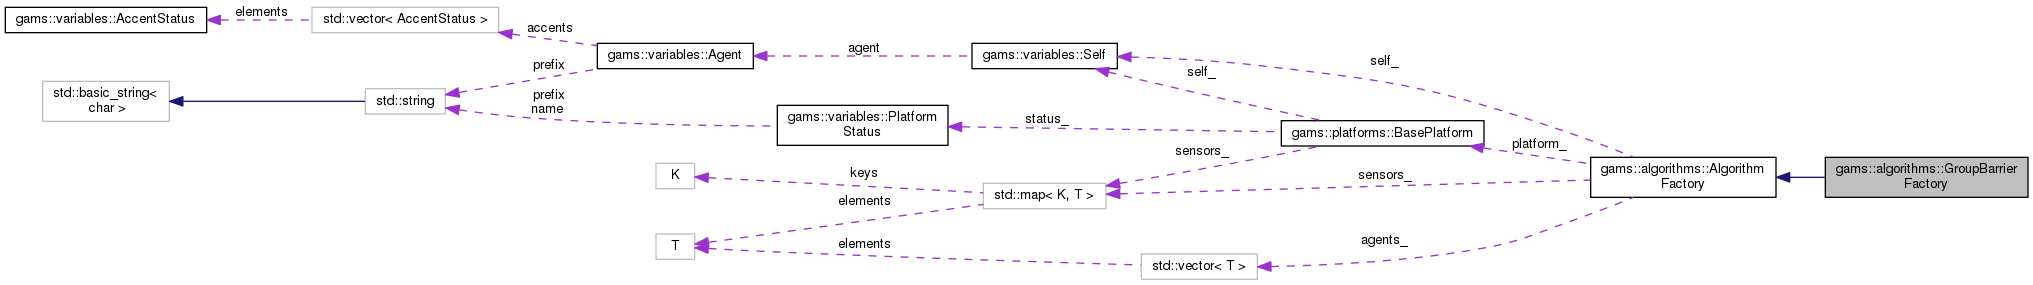 gams::variables::AccentStatus
elements
std::vector< AccentStatus >
accents
gams::variables::Agent
agent
gams::variables::Self
self_
self_
prefix
std::basic_string<
char >
std::string
prefix
name
gams::variables::Platform
Status
status_
gams::platforms::BasePlatform
platform_
sensors_
K
keys
std::map< K, T >
sensors_
gams::algorithms::Algorithm
Factory
gams::algorithms::GroupBarrier
Factory
elements
T
elements
std::vector< T >
agents_